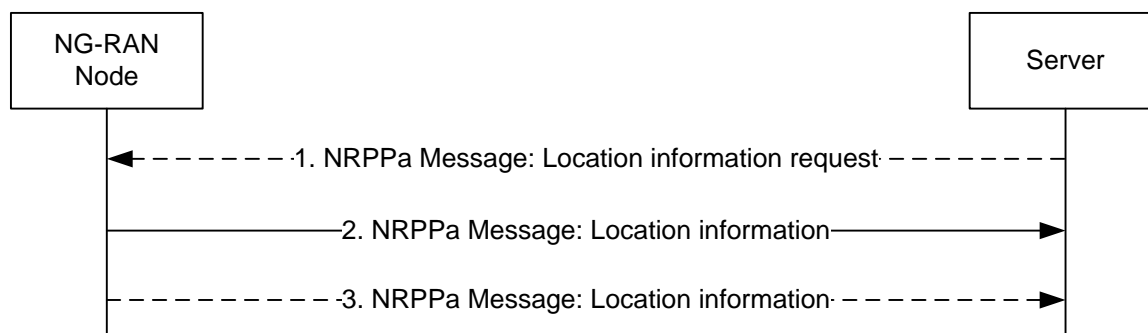 NG-RAN
Node
Server
1. NRPPa Message: Location information request
2. NRPPa Message: Location information
3. NRPPa Message: Location information